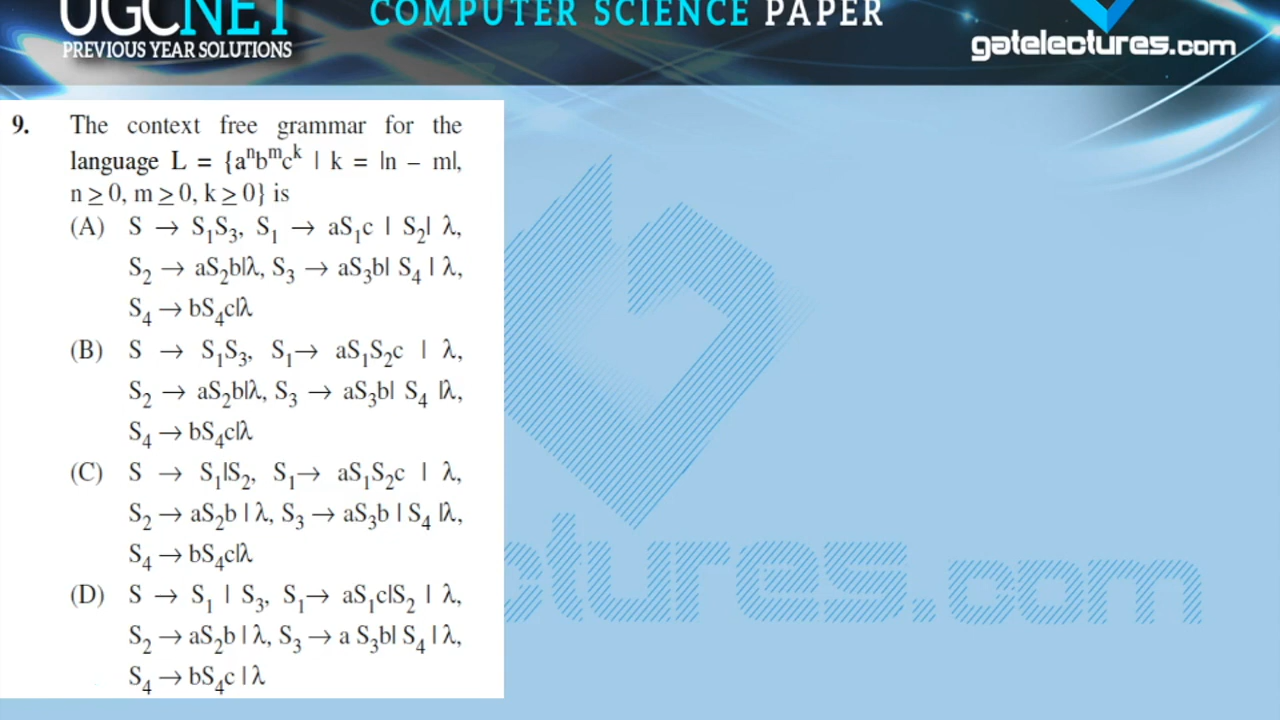 UGCNET
COMPUTER SCIENCE PAPER
PREVIOUS YEAR SOLUTIONS
gatelectures.com
9. The context free grammar for the
language L = {aⁿbᵐcᵏ | k = |n – m|,
n ≥ 0, m ≥ 0, k ≥ 0} is
(A) S → S₁S₃, S₁ → aS₁c | S₂| λ,
S₂ → aS₂b|λ, S₃ → aS₃b| S₄ | λ,
S₄ → bS₄c|λ
(B) S → S₁S₃, S₁→ aS₁S₂c | λ,
S₂ → aS₂b|λ, S₃ → aS₃b| S₄ |λ,
S₄ → bS₄c|λ
(C) S → S₁|S₂, S₁→ aS₁S₂c | λ,
S₂ → aS₂b | λ, S₃ → aS₃b | S₄ |λ,
S₄ → bS₄c|λ
(D) S → S₁ | S₃, S₁→ aS₁c|S₂ | λ,
S₂ → aS₂b | λ, S₃ → a S₃b| S₄ | λ,
S₄ → bS₄c | λ
ctures.com